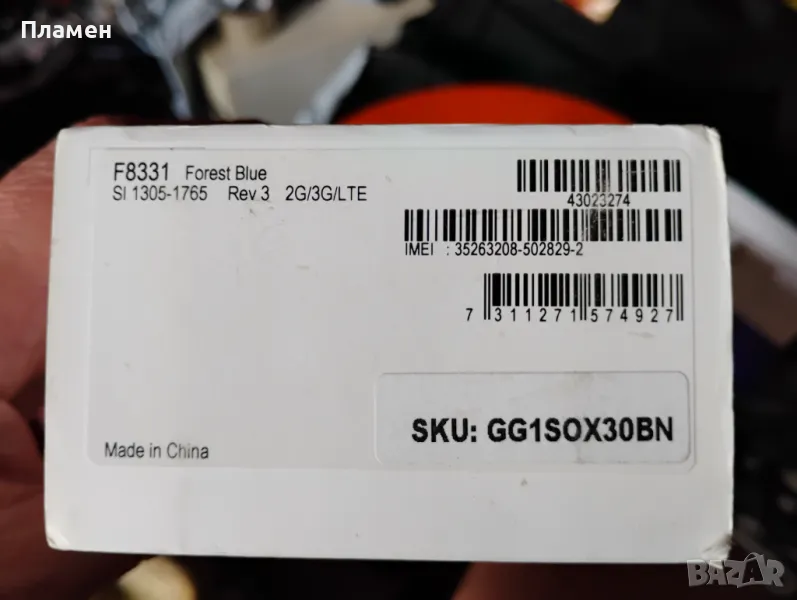 Пламен
F8331 Forest Blue
SI 1305-1765 Rev 3 2G/3G/LTE
43023274
IMEI : 35263208-502829-2
7 311271 574927
SKU: GG1SOX30BN
Made in China
BAZAR